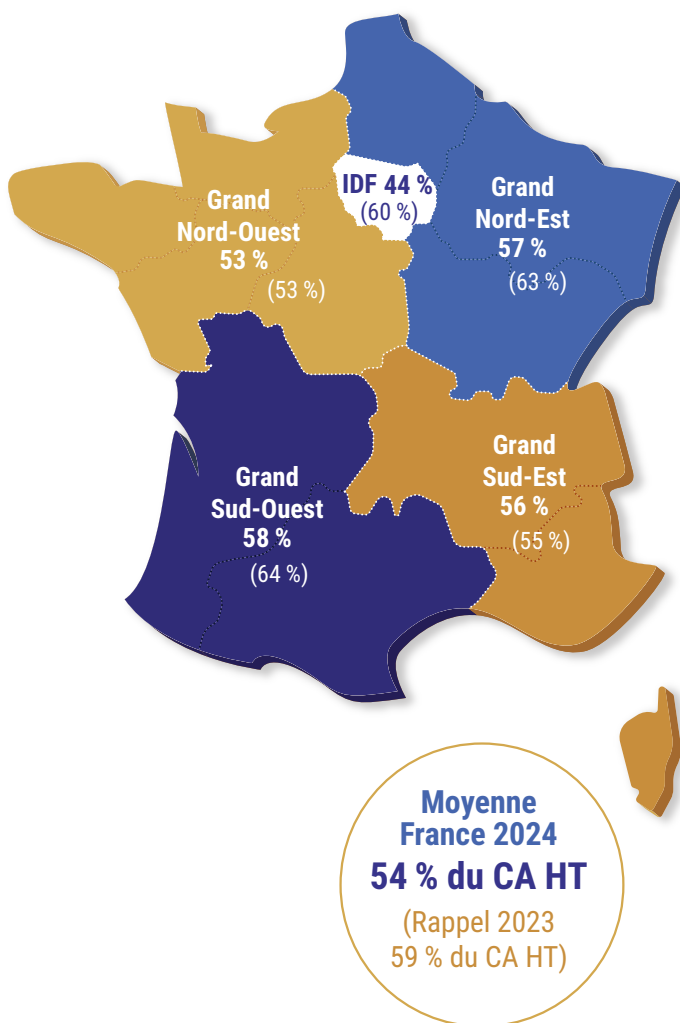 IDF 44 %
(60 %)
Grand
Nord-Est
57 %
(63 %)
Grand
Nord-Ouest
53 %
(53 %)
Grand
Sud-Est
56 %
(55 %)
Grand
Sud-Ouest
58 %
(64 %)
Moyenne
France 2024
54 % du CA HT
(Rappel 2023
59 % du CA HT)